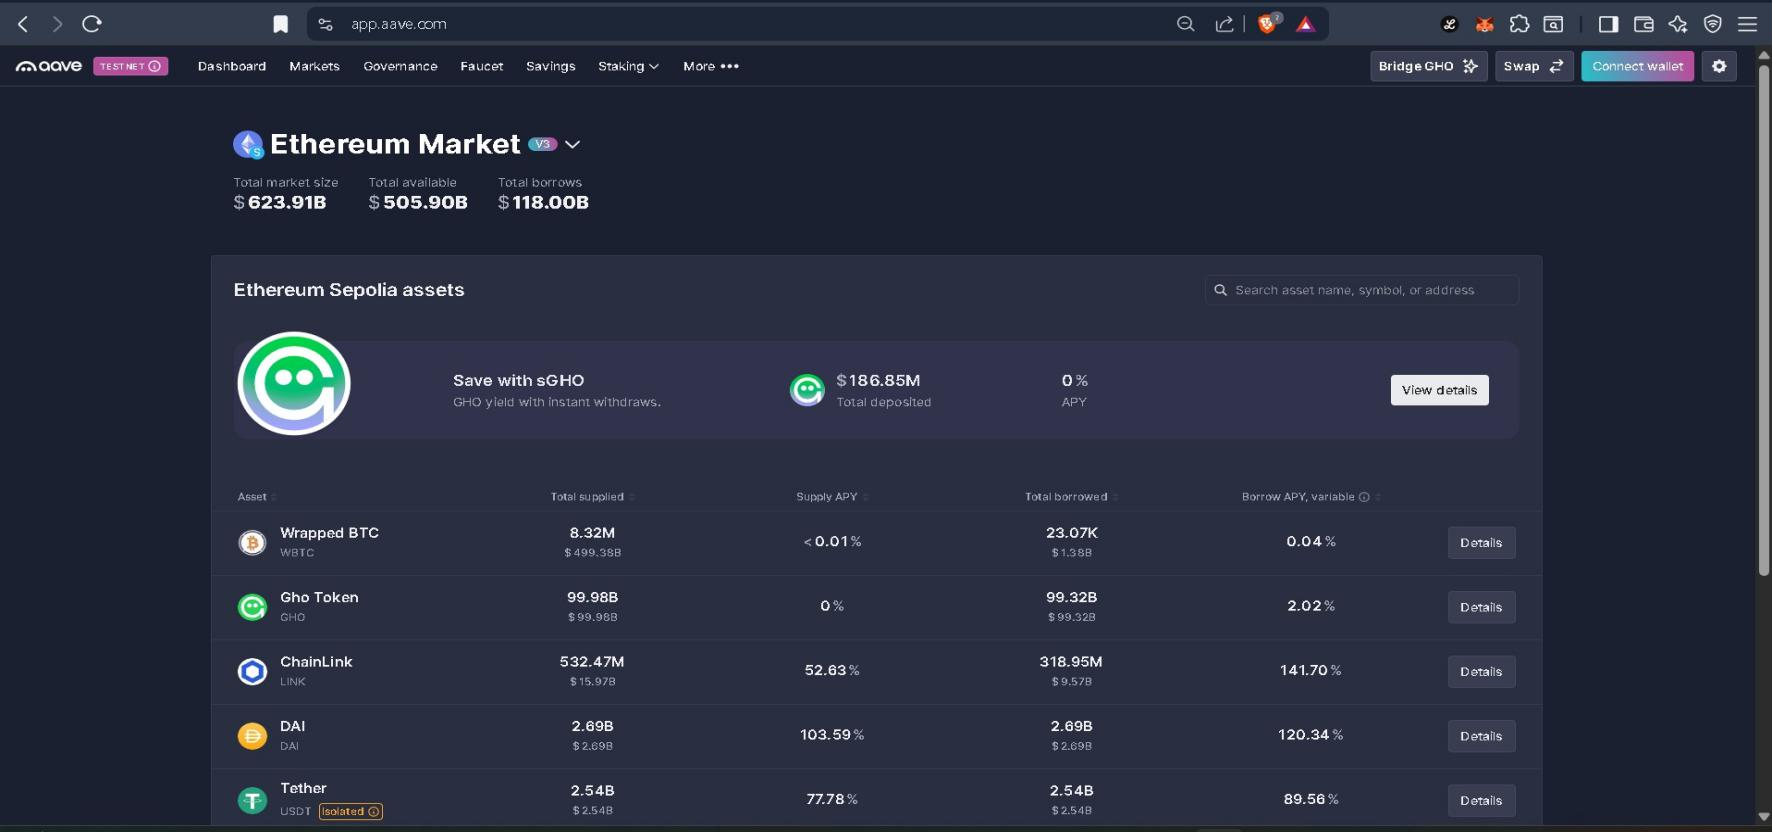 app.aave.com
2
aave TESTNET Dashboard Markets Governance Faucet Savings Staking More ••• Bridge GHO Swap Connect wallet
Ethereum Market V3
Total market size Total available Total borrows
$623.91B $505.90B $118.00B
Ethereum Sepolia assets
Search asset name, symbol, or address
Save with sGHO $186.85M 0%
GHO yield with instant withdraws. Total deposited APY
View details
Asset Total supplied Supply APY Total borrowed Borrow APY, variable
Wrapped BTC 8.32M <0.01% 23.07K 0.04% Details
WBTC $499.38B $1.38B
Gho Token 99.98B 0% 99.32B 2.02% Details
GHO $99.98B $99.32B
ChainLink 532.47M 52.63% 318.95M 141.70% Details
LINK $15.97B $9.57B
DAI 2.69B 103.59% 2.69B 120.34% Details
DAI $2.69B $2.69B
Tether 2.54B 77.78% 2.54B 89.56% Details
USDT Isolated $2.54B $2.54B